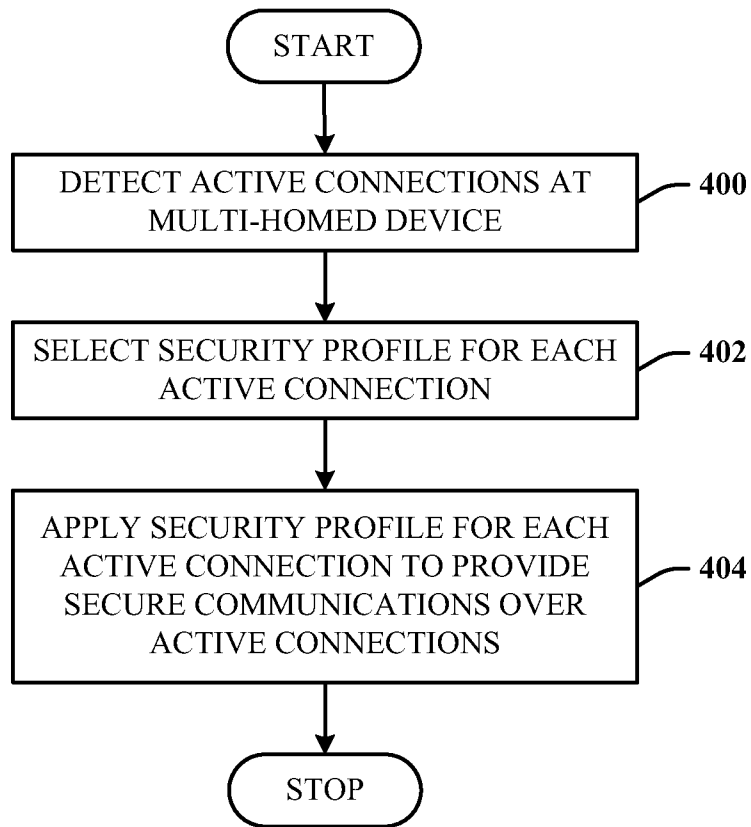 START
DETECT ACTIVE CONNECTIONS AT
MULTI-HOMED DEVICE
400
SELECT SECURITY PROFILE FOR EACH
ACTIVE CONNECTION
402
APPLY SECURITY PROFILE FOR EACH
ACTIVE CONNECTION TO PROVIDE
SECURE COMMUNICATIONS OVER
ACTIVE CONNECTIONS
404
STOP